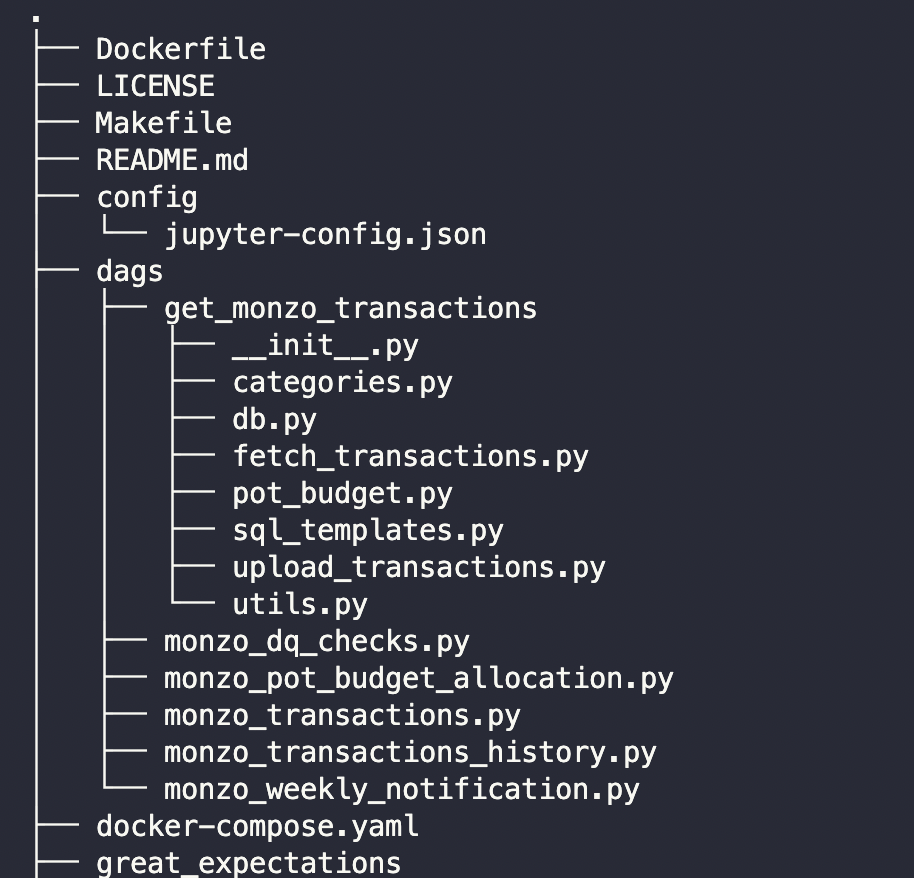 .
├── Dockerfile
├── LICENSE
├── Makefile
├── README.md
├── config
│   └── jupyter-config.json
├── dags
│   ├── get_monzo_transactions
│   │   ├── __init__.py
│   │   ├── categories.py
│   │   ├── db.py
│   │   ├── fetch_transactions.py
│   │   ├── pot_budget.py
│   │   ├── sql_templates.py
│   │   ├── upload_transactions.py
│   │   └── utils.py
│   ├── monzo_dq_checks.py
│   ├── monzo_pot_budget_allocation.py
│   ├── monzo_transactions.py
│   ├── monzo_transactions_history.py
│   └── monzo_weekly_notification.py
├── docker-compose.yaml
├── great_expectations